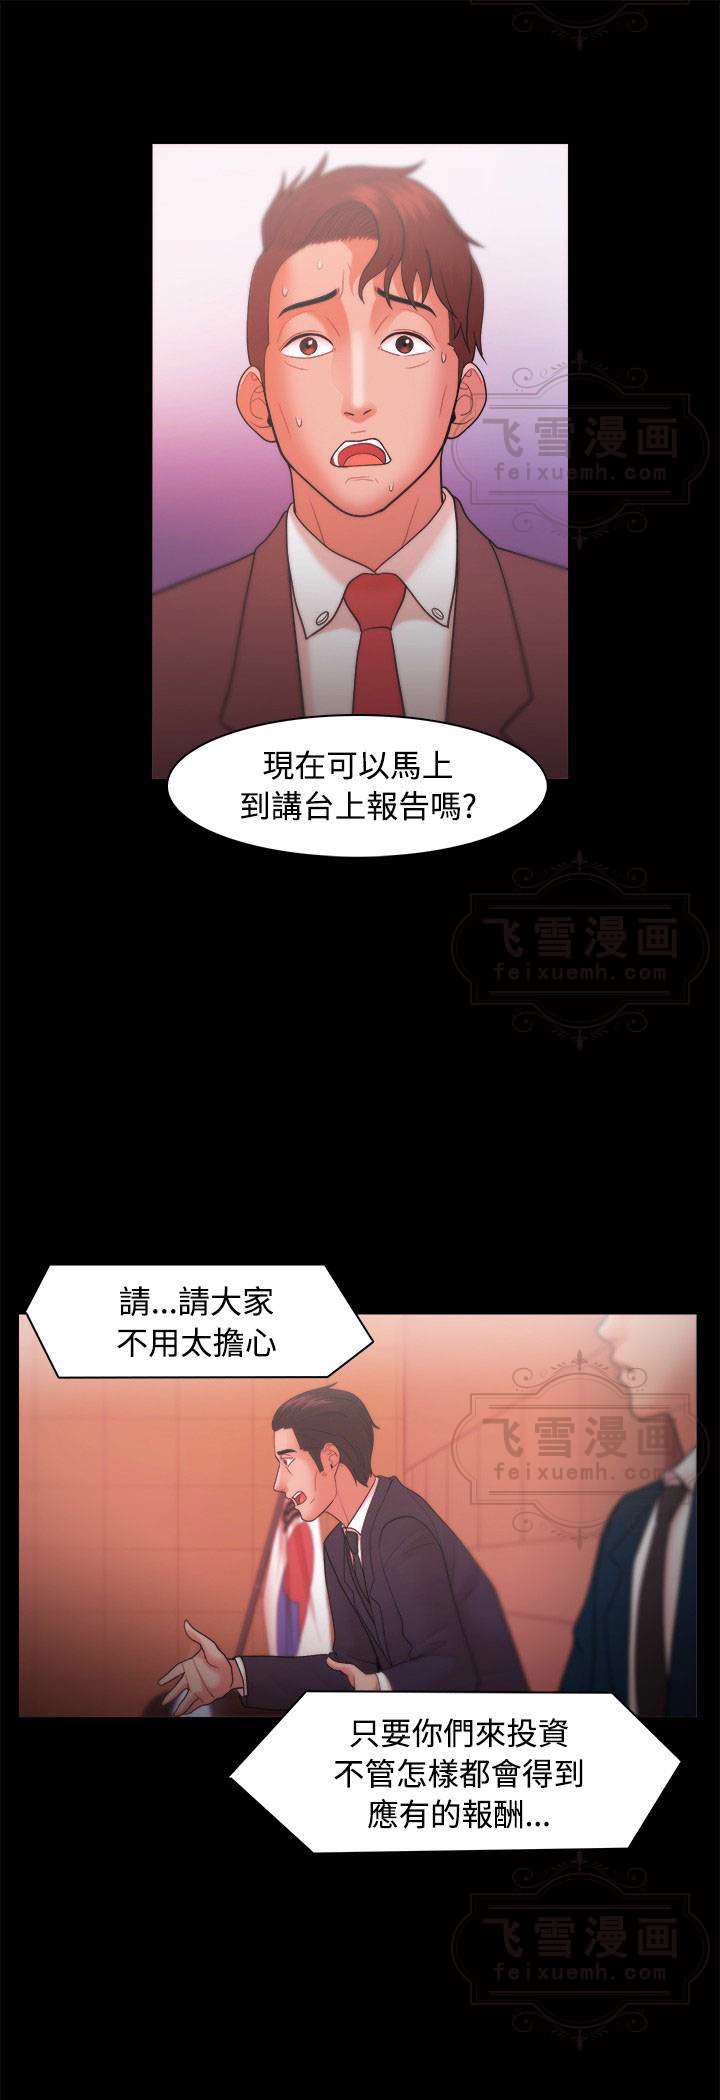 飞雪漫画
feixuemh.com
現在可以馬上
到講台上報告嗎?
飞雪漫画
feixuemh.com
請...請大家
不用太擔心
飞雪漫画
feixuemh.com
只要你們來投資
不管怎樣都會得到
應有的報酬...
飞雪漫画
feixuemh.com